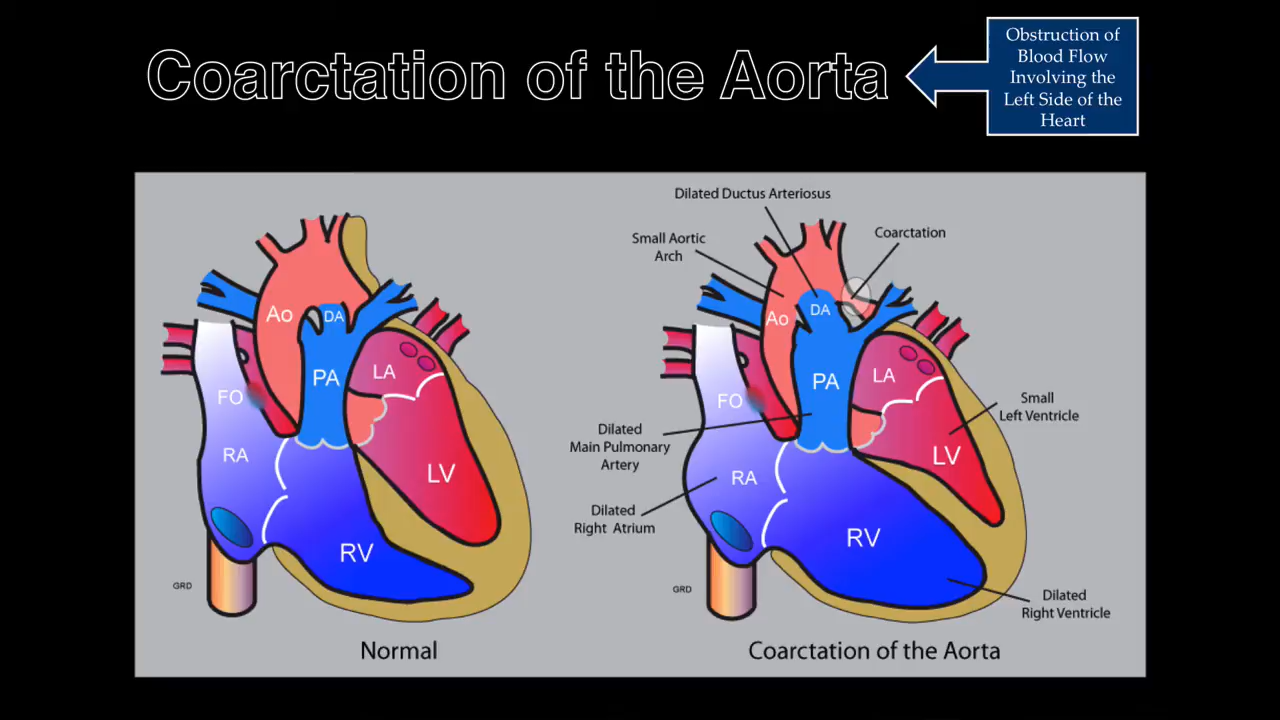 Coarctation of the Aorta
Obstruction of
Blood Flow
Involving the
Left Side of the
Heart
Ao
DA
PA
LA
FO
RA
LV
RV
GRD
Normal
Dilated Ductus Arteriosus
Small Aortic
Arch
Coarctation
Ao
DA
PA
LA
FO
Small
Left Ventricle
Dilated
Main Pulmonary
Artery
LV
RA
Dilated
Right Atrium
RV
GRD
Dilated
Right Ventricle
Coarctation of the Aorta